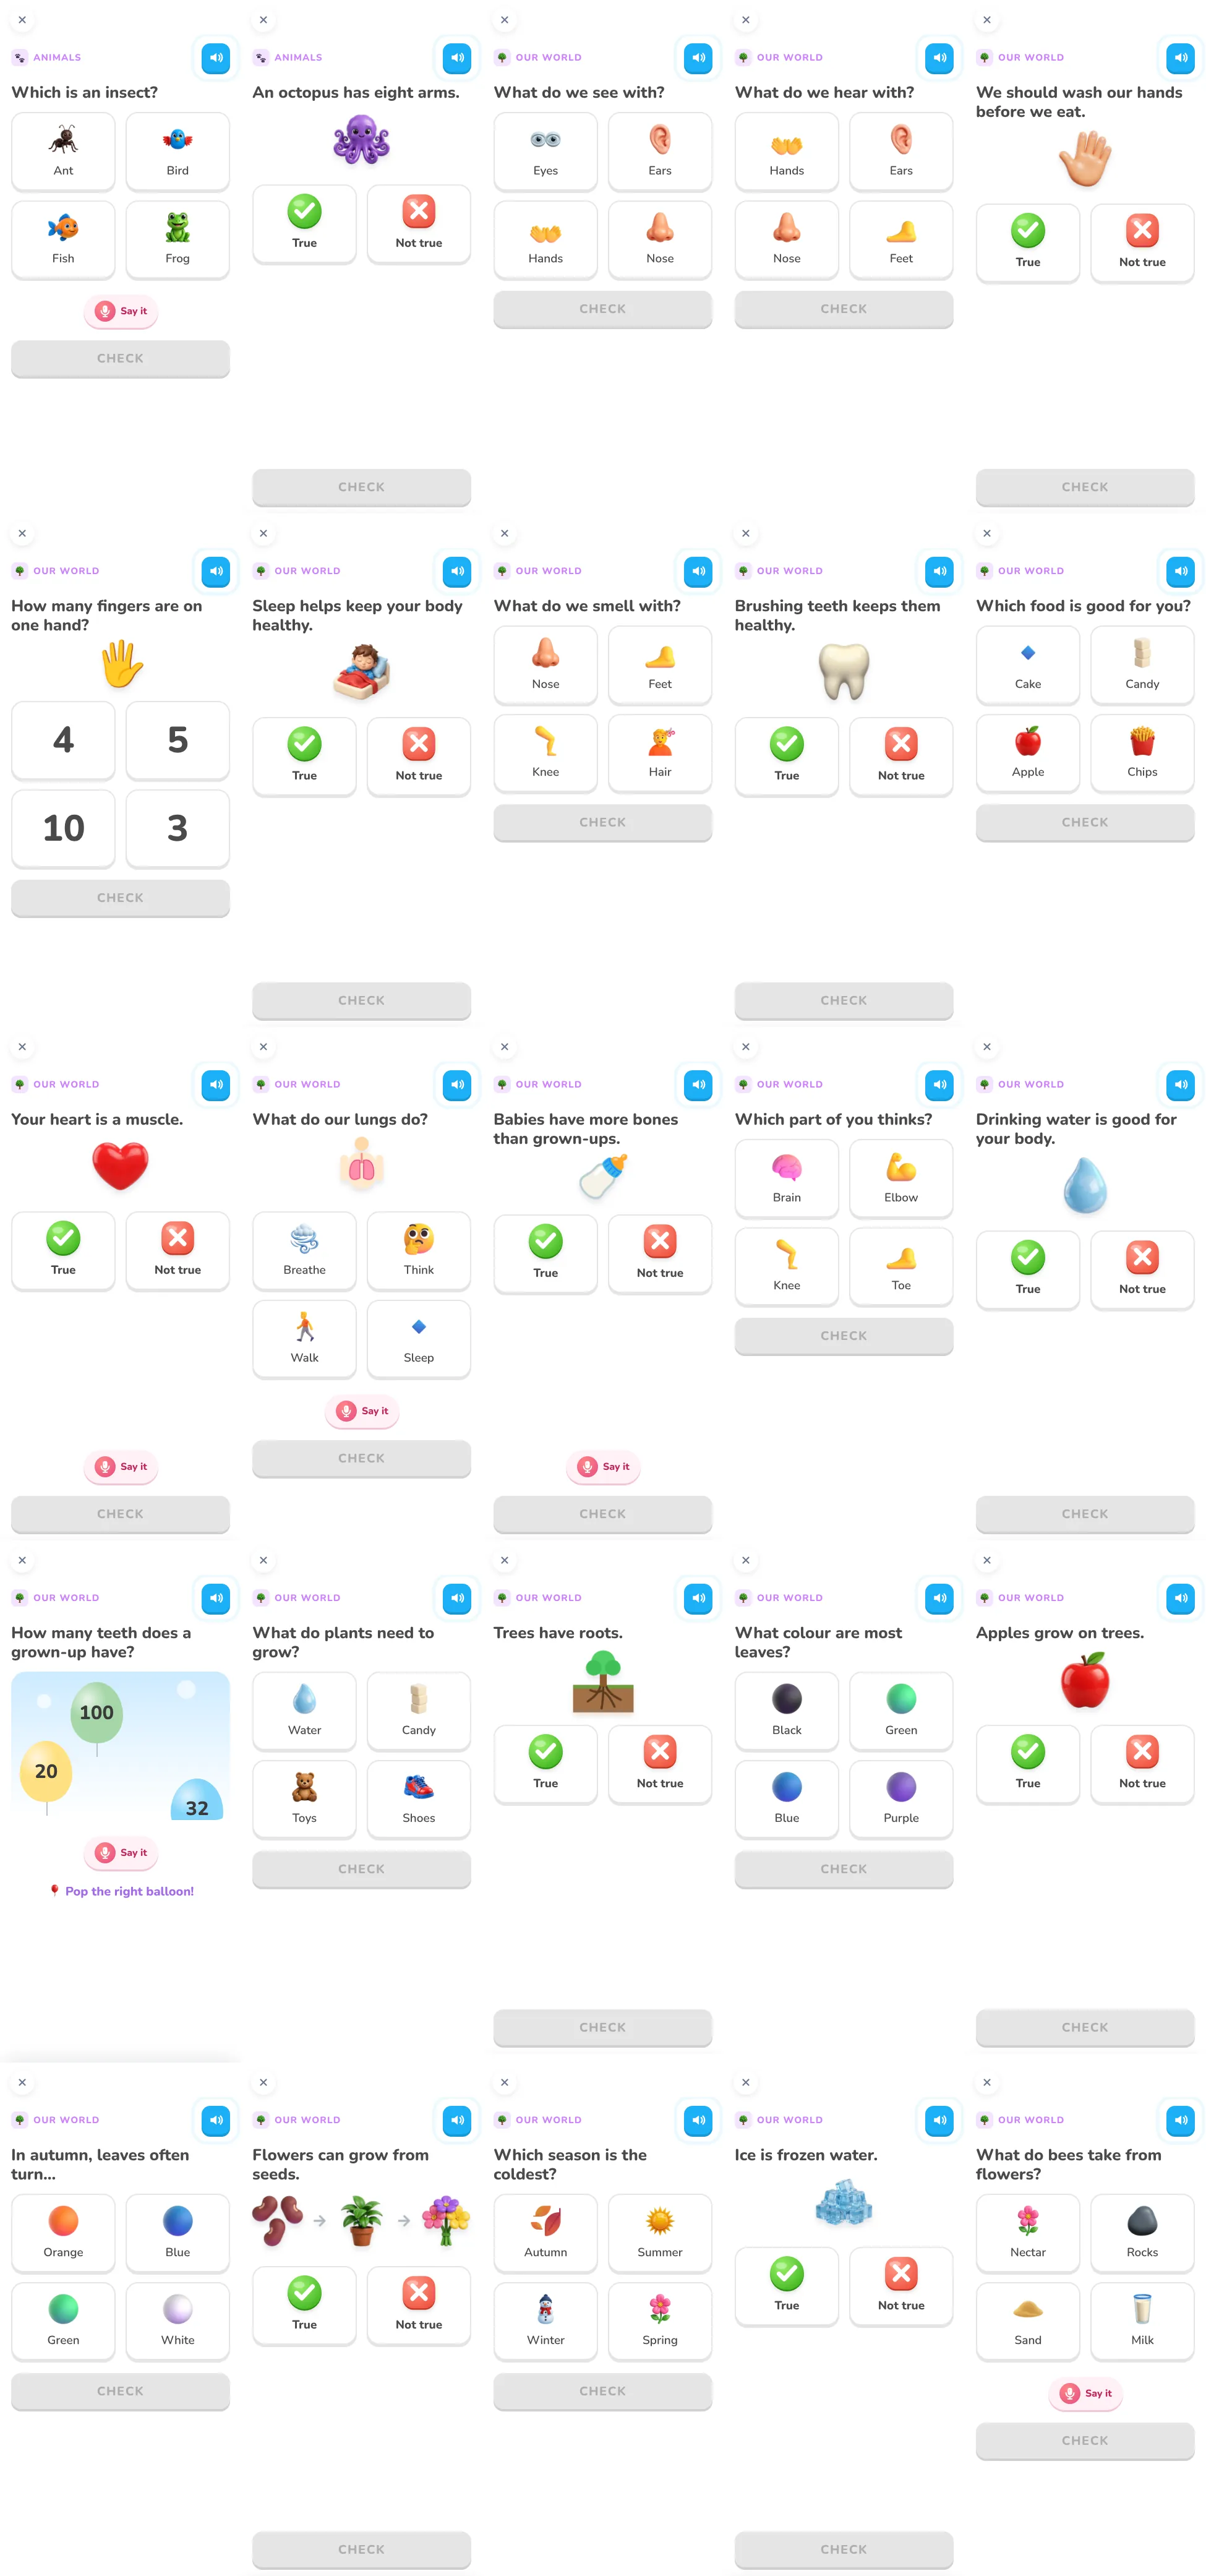 ANIMALS
Which is an insect?
Ant
Bird
Fish
Frog
Say it
CHECK
ANIMALS
An octopus has eight arms.
True
Not true
CHECK
OUR WORLD
What do we see with?
Eyes
Ears
Hands
Nose
CHECK
OUR WORLD
What do we hear with?
Hands
Ears
Nose
Feet
CHECK
OUR WORLD
We should wash our hands
before we eat.
True
Not true
CHECK
OUR WORLD
How many fingers are on
one hand?
4
5
10
3
CHECK
OUR WORLD
Sleep helps keep your body
healthy.
True
Not true
CHECK
OUR WORLD
What do we smell with?
Nose
Feet
Knee
Hair
CHECK
OUR WORLD
Brushing teeth keeps them
healthy.
True
Not true
CHECK
OUR WORLD
Which food is good for you?
Cake
Candy
Apple
Chips
CHECK
OUR WORLD
Your heart is a muscle.
True
Not true
Say it
CHECK
OUR WORLD
What do our lungs do?
Breathe
Think
Walk
Sleep
Say it
CHECK
OUR WORLD
Babies have more bones
than grown-ups.
True
Not true
Say it
CHECK
OUR WORLD
Which part of you thinks?
Brain
Elbow
Knee
Toe
CHECK
OUR WORLD
Drinking water is good for
your body.
True
Not true
CHECK
OUR WORLD
How many teeth does a
grown-up have?
100
20
32
Say it
Pop the right balloon!
OUR WORLD
What do plants need to
grow?
Water
Candy
Toys
Shoes
CHECK
OUR WORLD
Trees have roots.
True
Not true
CHECK
OUR WORLD
What colour are most
leaves?
Black
Green
Blue
Purple
CHECK
OUR WORLD
Apples grow on trees.
True
Not true
CHECK
OUR WORLD
In autumn, leaves often
turn...
Orange
Blue
Green
White
CHECK
OUR WORLD
Flowers can grow from
seeds.
True
Not true
CHECK
OUR WORLD
Which season is the
coldest?
Autumn
Summer
Winter
Spring
CHECK
OUR WORLD
Ice is frozen water.
True
Not true
CHECK
OUR WORLD
What do bees take from
flowers?
Nectar
Rocks
Sand
Milk
Say it
CHECK